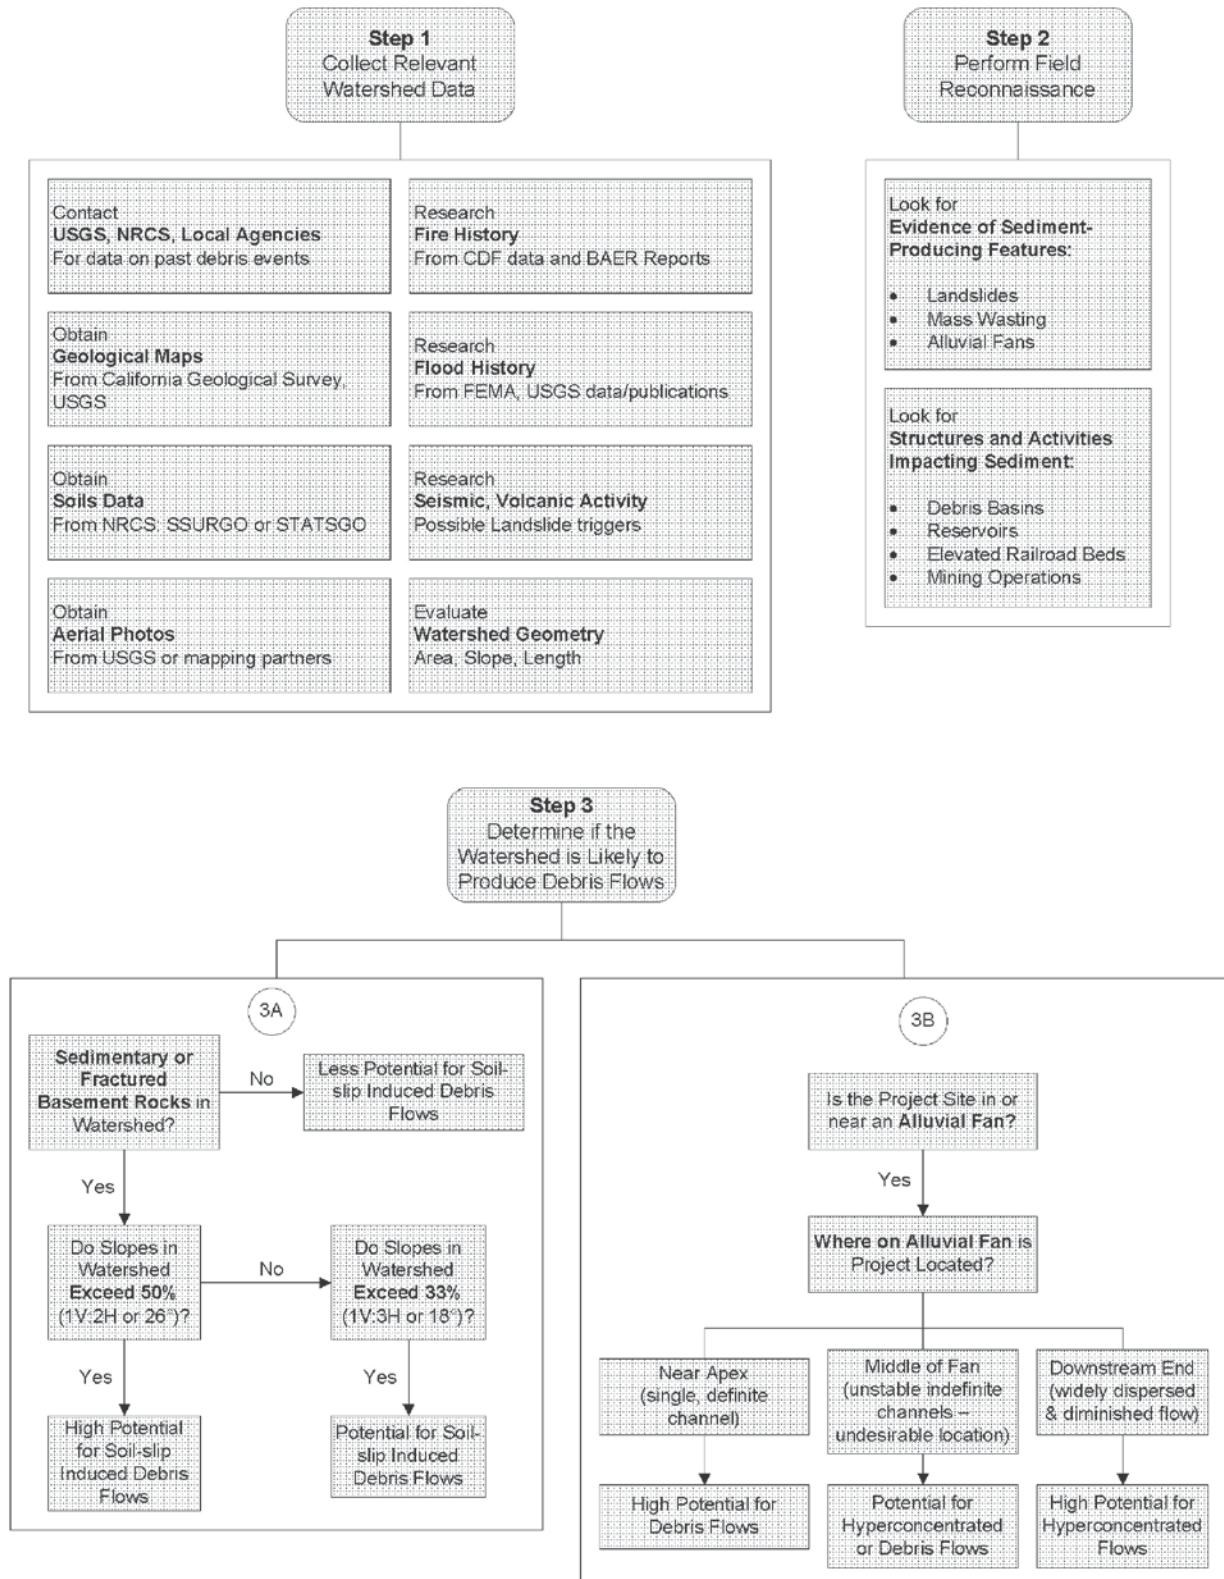 Step 1
Collect Relevant
Watershed Data
Step 2
Perform Field
Reconnaissance
Contact
USGS, NRCS, Local Agencies
For data on past debris events
Research
Fire History
From CDF data and BAER Reports
Obtain
Geological Maps
From California Geological Survey,
USGS
Research
Flood History
From FEMA, USGS data/publications
Obtain
Soils Data
From NRCS: SSURGO or STATSGO
Research
Seismic, Volcanic Activity
Possible Landslide triggers
Obtain
Aerial Photos
From USGS or mapping partners
Evaluate
Watershed Geometry
Area, Slope, Length
Look for
Evidence of Sediment-
Producing Features:
• Landslides
• Mass Wasting
• Alluvial Fans
Look for
Structures and Activities
Impacting Sediment:
• Debris Basins
• Reservoirs
• Elevated Railroad Beds
• Mining Operations
Step 3
Determine if the
Watershed is Likely to
Produce Debris Flows
3A
Sedimentary or
Fractured
Basement Rocks in
Watershed?
No
Less Potential for Soil-
slip Induced Debris
Flows
Yes
Do Slopes in
Watershed
Exceed 50%
(1V:2H or 26°)?
No
Do Slopes in
Watershed
Exceed 33%
(1V:3H or 18°)?
Yes
High Potential
for Soil-slip
Induced Debris
Flows
Yes
Potential for Soil-
slip Induced
Debris Flows
3B
Is the Project Site in or
near an Alluvial Fan?
Yes
Where on Alluvial Fan is
Project Located?
Near Apex
(single, definite
channel)
Middle of Fan
(unstable indefinite
channels –
undesirable location)
Downstream End
(widely dispersed
& diminished flow)
High Potential for
Debris Flows
Potential for
Hyperconcentrated
or Debris Flows
High Potential for
Hyperconcentrated
Flows